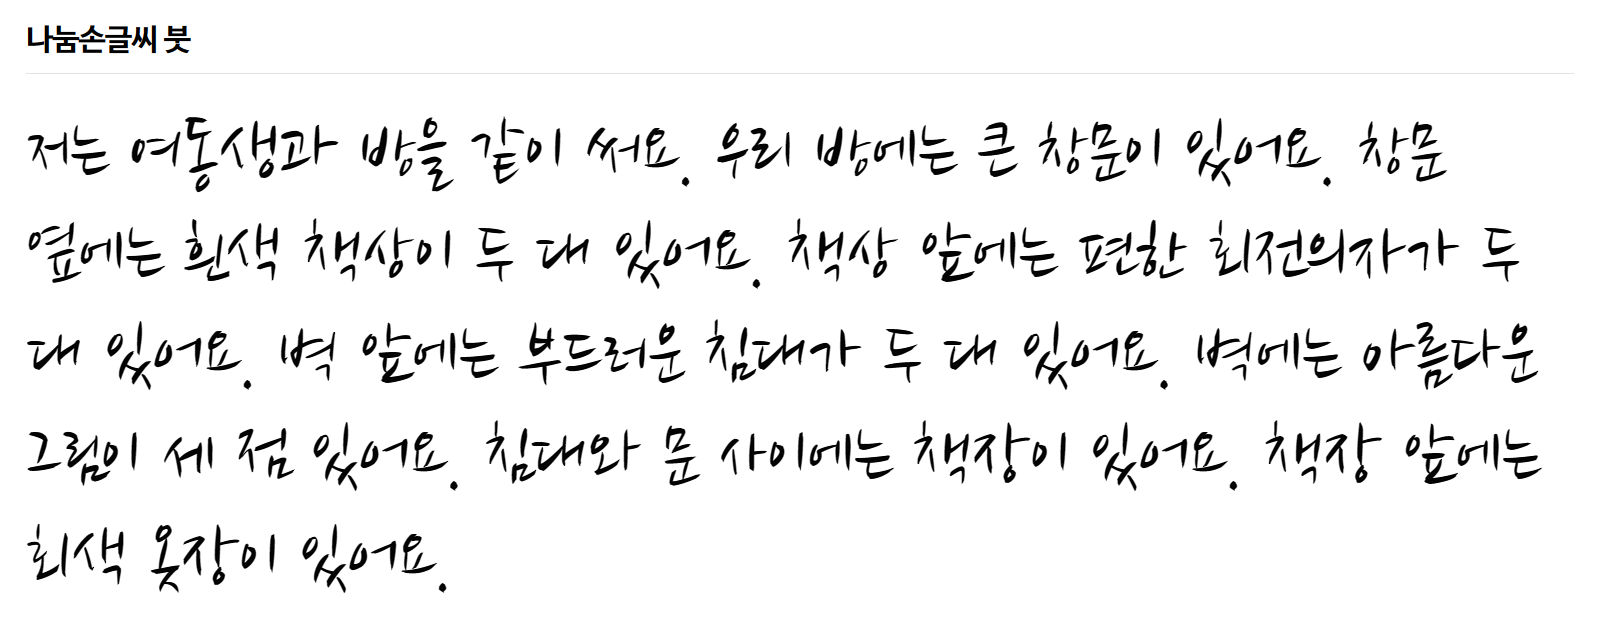 나눔손글씨 붓
저는 여동생과 방을 같이 써요. 우리 방에는 큰 창문이 있어요. 창문
옆에는 흰색 책상이 두 대 있어요. 책상 앞에는 편한 회전의자가 두
대 있어요. 벽 앞에는 부드러운 침대가 두 대 있어요. 벽에는 아름다운
그림이 세 점 있어요. 침대와 문 사이에는 책장이 있어요. 책장 앞에는
회색 옷장이 있어요.